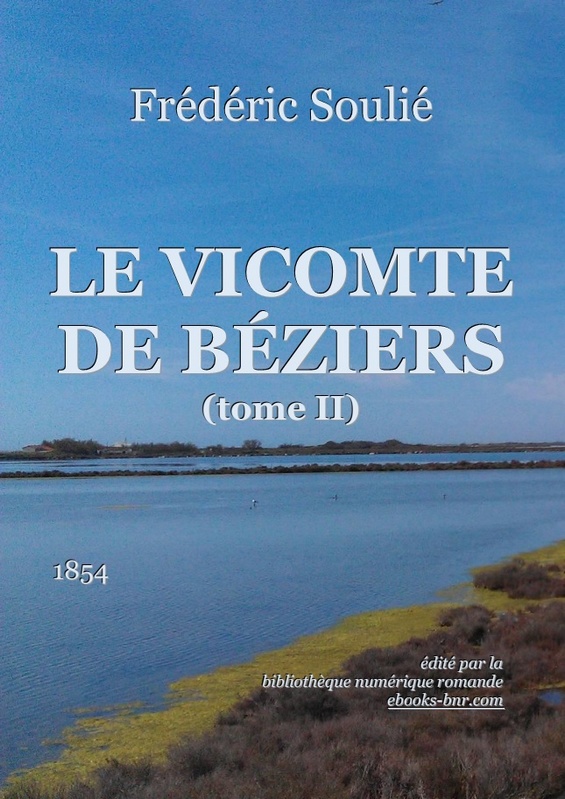 Frédéric Soulié
LE VICOMTE
DE BÉZIERS
(tome II)
1854
édité par la
bibliothèque numérique romande
ebooks-bnr.com